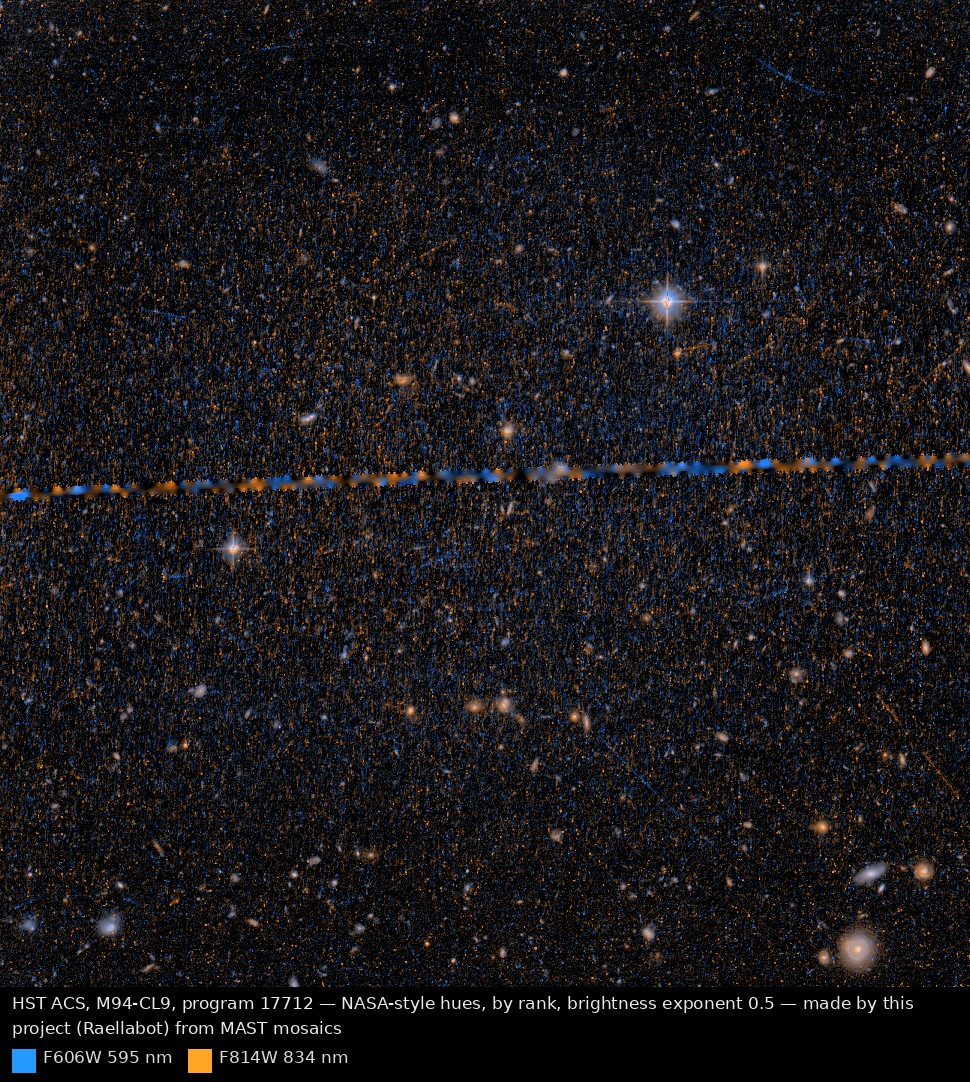 HST ACS, M94-CL9, program 17712 — NASA-style hues, by rank, brightness exponent 0.5 — made by this
project (Raellabot) from MAST mosaics
F606W 595 nm F814W 834 nm